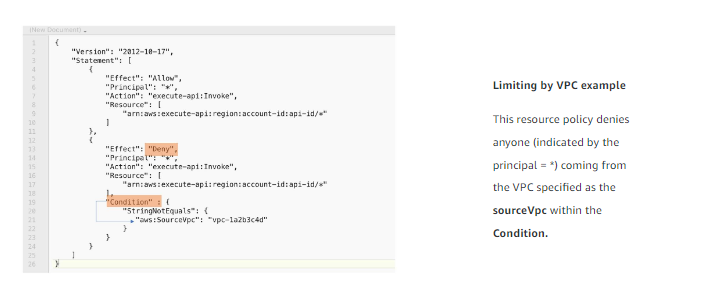 (New Document)
1 {
2 "Version": "2012-10-17",
3 "Statement": [
4 {
5 "Effect": "Allow",
6 "Principal": "*",
7 "Action": "execute-api:Invoke",
8 "Resource": [
9 "arn:aws:execute-api:region:account-id:api-id/*"
10 ]
11 },
12 {
13 "Effect": "Deny",
14 "Principal": "*",
15 "Action": "execute-api:Invoke",
16 "Resource": [
17 "arn:aws:execute-api:region:account-id:api-id/*"
18 ],
19 "Condition" : {
20 "StringNotEquals": {
21 "aws:SourceVpc": "vpc-1a2b3c4d"
22 }
23 }
24 }
25 ]
26 }
Limiting by VPC example
This resource policy denies
anyone (indicated by the
principal = *) coming from
the VPC specified as the
sourceVpc within the
Condition.